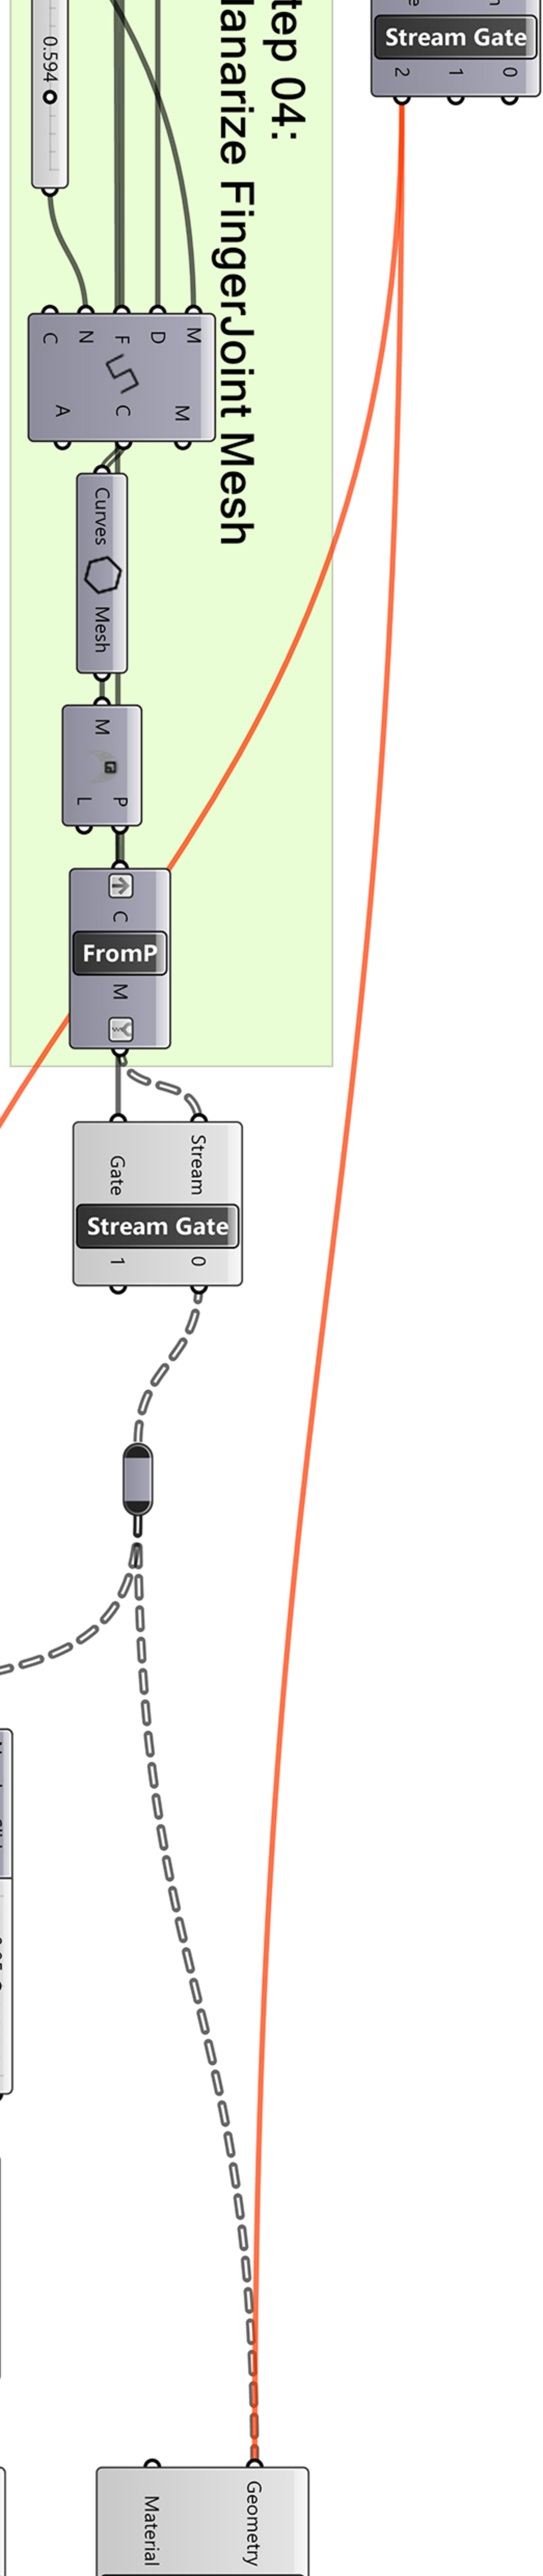 tep 04:
lanarize FingerJoint Mesh
0.594
M
D
F
N
C
M
C
A
Curves
Mesh
M
P
L
C
FromP
M
Stream
Gate
Stream Gate
0
1
Stream Gate
0
1
2
Geometry
Material